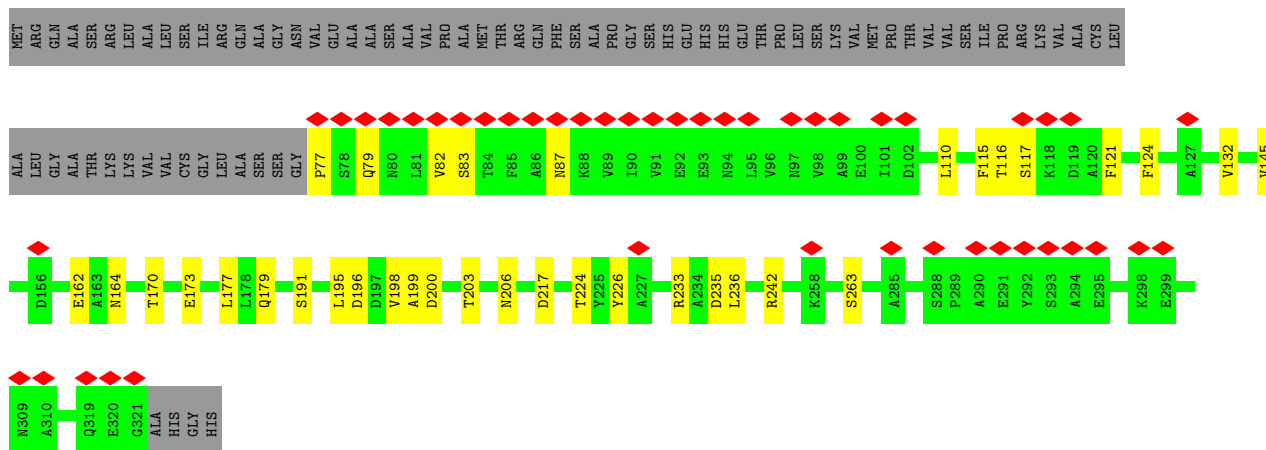 MET ARG GLN ALA SER ARG LEU ALA LEU SER ILE ARG GLN ALA GLY ASN VAL GLU ALA ALA SER ALA VAL PRO ALA MET THR ARG GLN PHE SER ALA PRO GLY SER HIS GLU HIS HIS GLU THR PRO LEU SER LYS VAL MET PRO THR VAL VAL SER ILE PRO ARG LYS VAL ALA CYS LEU
ALA LEU GLY ALA THR LYS LYS VAL VAL CYS GLY LEU ALA SER SER GLY P77 S78 Q79 N80 L81 V82 S83 T84 F85 A86 N87 K88 V89 I90 V91 E92 E93 N94 L95 V96 N97 V98 A99 E100 I101 D102 L110 F115 T116 S117 K118 D119 A120 F121 F124 A127 V132 V145
D156 E162 A163 N164 T170 E173 L177 L178 Q179 S191 L195 D196 D197 V198 A199 D200 T203 N206 D217 T224 Y225 Y226 A227 R233 A234 D235 L236 R242 K258 S263 A285 S288 P289 A290 E291 Y292 S293 A294 E295 K298 E299
N309 A310 Q319 E320 G321 ALA HIS GLY HIS